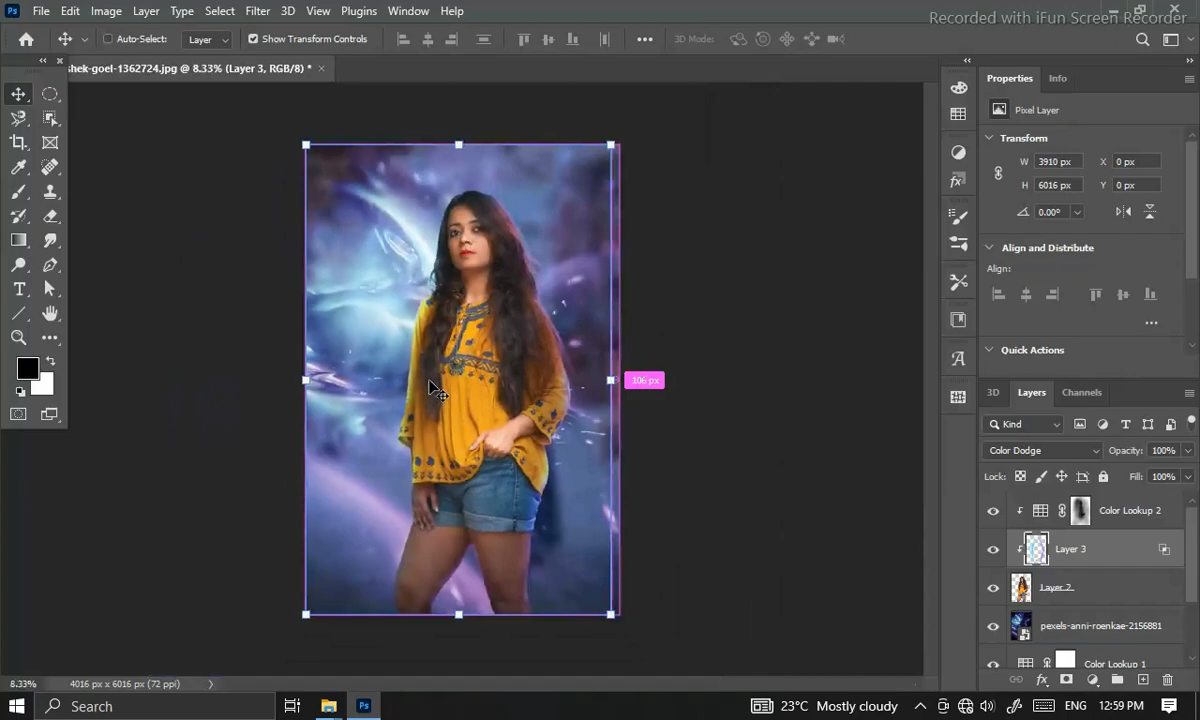 Ps File Edit Image Layer Type Select Filter 3D View Plugins Window Help
Recorded with iFun Screen Recorder
Auto-Select: Layer Show Transform Controls 3D Mode:
shek-goel-1362724.jpg @ 8.33% (Layer 3, RGB/8) *
Properties Info
Pixel Layer
Transform
W 3910 px X 0 px
H 6016 px Y 0 px
0.00°
Align and Distribute
Align:
Quick Actions
106 px
3D Layers Channels
Kind
Color Dodge Opacity: 100%
Lock: Fill: 100%
Color Lookup 2
Layer 3
Layer 2
pexels-anni-roenkae-2156881
Color Lookup 1
8.33% 4016 px x 6016 px (72 ppi)
Search Ps 23°C Mostly cloudy ENG 12:59 PM